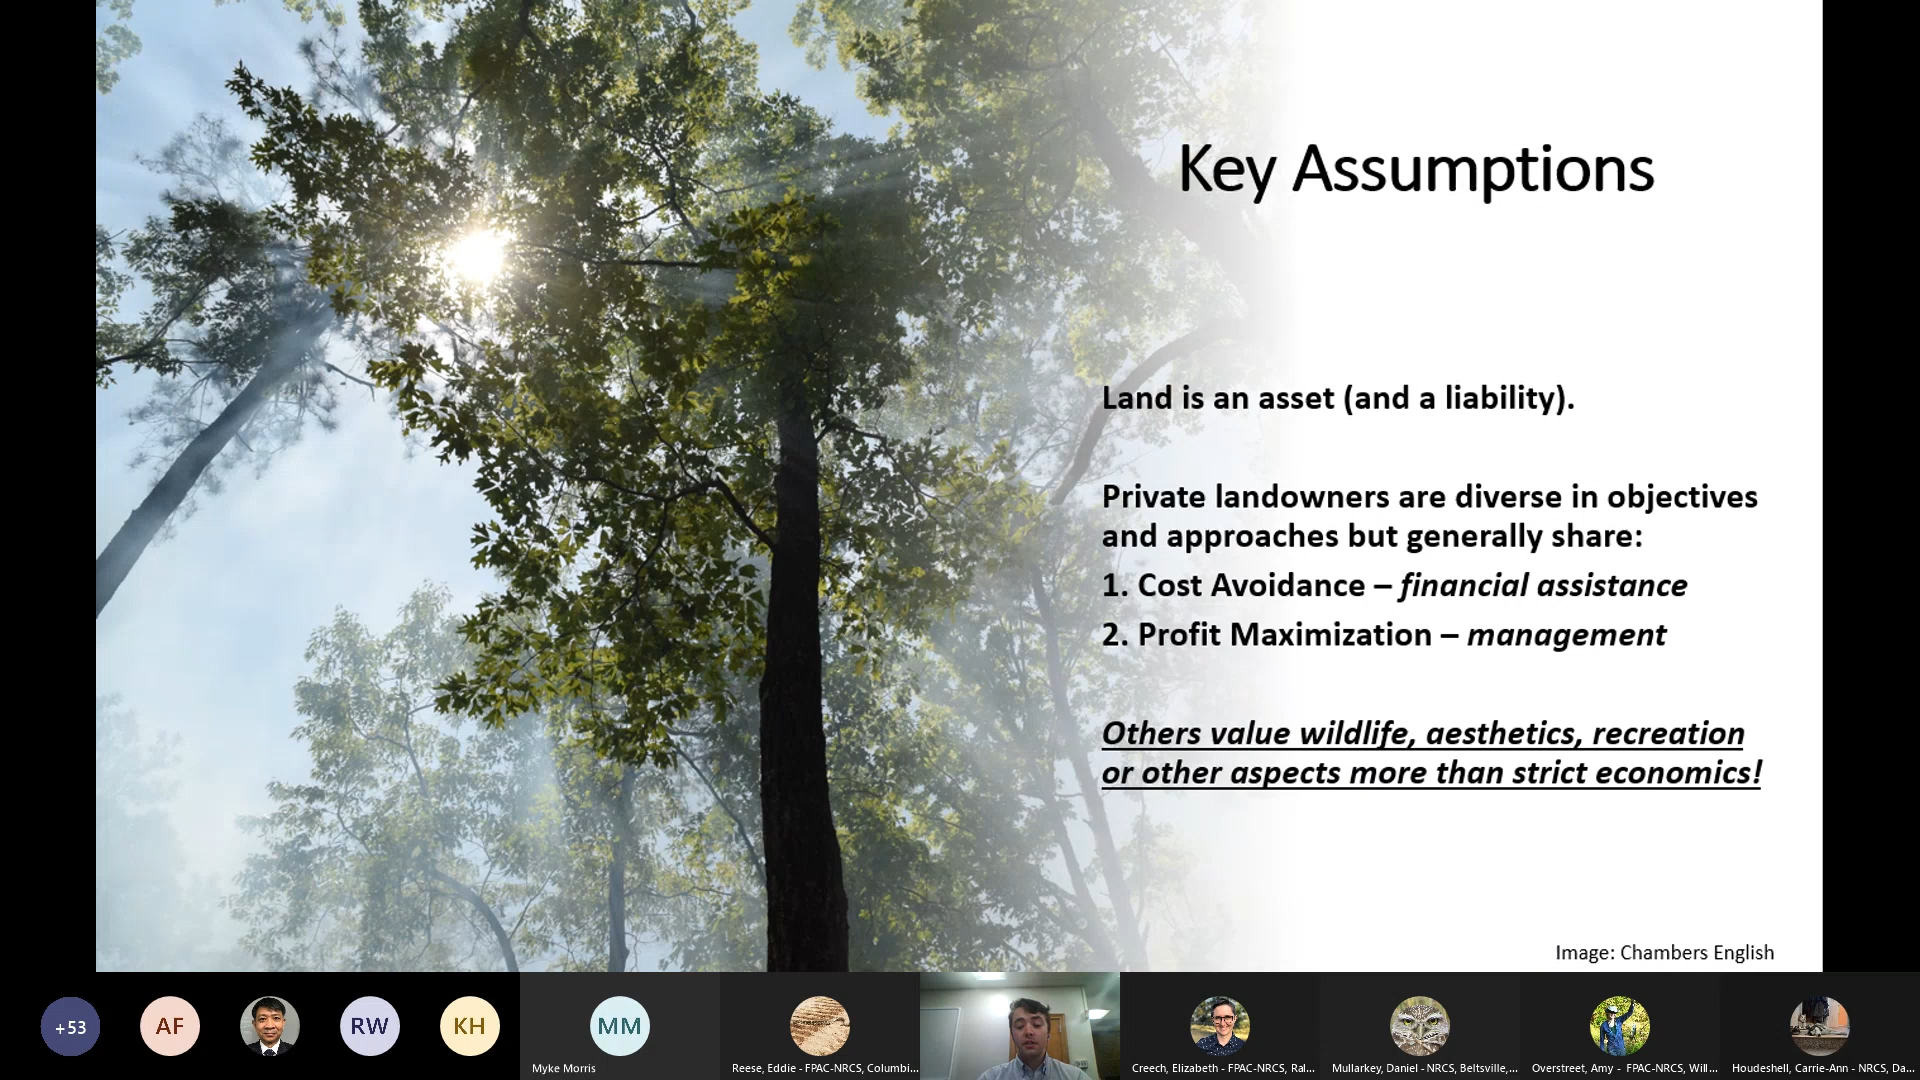 Key Assumptions
Land is an asset (and a liability).
Private landowners are diverse in objectives
and approaches but generally share:
1. Cost Avoidance – financial assistance
2. Profit Maximization – management
Others value wildlife, aesthetics, recreation
or other aspects more than strict economics!
Image: Chambers English
+53
AF
RW
KH
MM
Myke Morris
Reese, Eddie - FPAC-NRCS, Columbi...
Creech, Elizabeth - FPAC-NRCS, Ral...
Mullarkey, Daniel - NRCS, Beltsville,...
Overstreet, Amy - FPAC-NRCS, Will...
Houdeshell, Carrie-Ann - NRCS, Da...